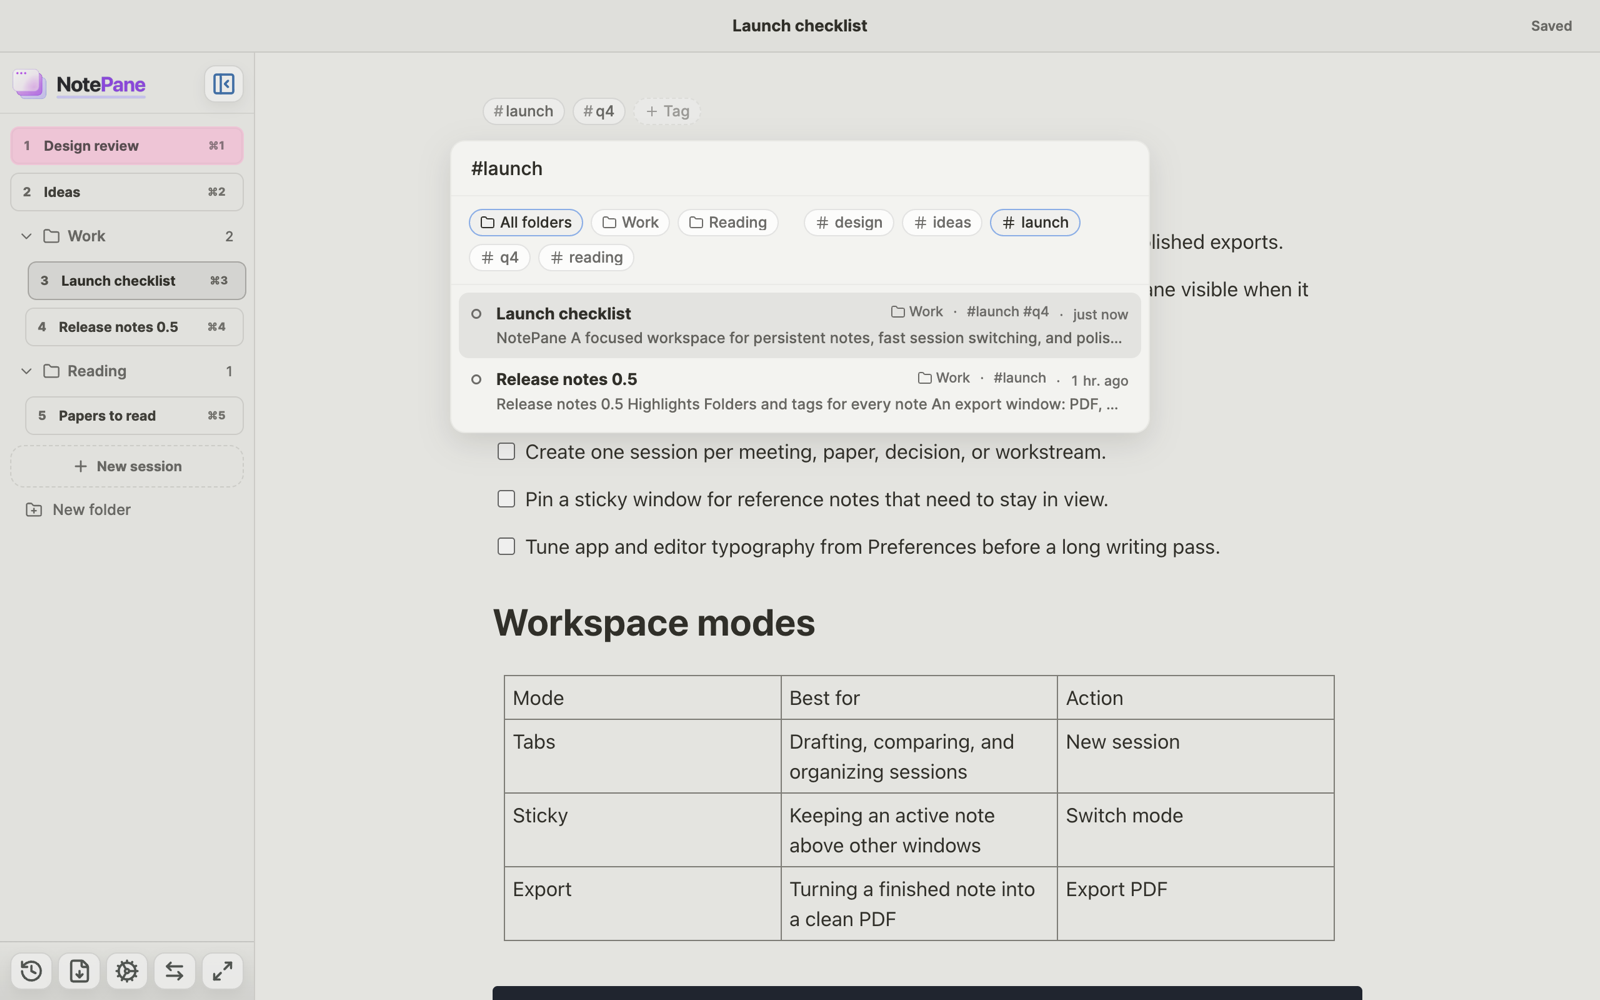 Launch checklist
Saved
NotePane
1 Design review ⌘1
2 Ideas ⌘2
Work 2
3 Launch checklist ⌘3
4 Release notes 0.5 ⌘4
Reading 1
5 Papers to read ⌘5
+ New session
New folder
#launch #q4 + Tag
#launch
All folders Work Reading # design # ideas # launch
# q4 # reading
Launch checklist Work · #launch #q4 · just now
NotePane A focused workspace for persistent notes, fast session switching, and polis...
Release notes 0.5 Work · #launch · 1 hr. ago
Release notes 0.5 Highlights Folders and tags for every note An export window: PDF, ...
lished exports.
ane visible when it
Create one session per meeting, paper, decision, or workstream.
Pin a sticky window for reference notes that need to stay in view.
Tune app and editor typography from Preferences before a long writing pass.
Workspace modes
Mode Best for Action
Tabs Drafting, comparing, and New session
organizing sessions
Sticky Keeping an active note Switch mode
above other windows
Export Turning a finished note into Export PDF
a clean PDF